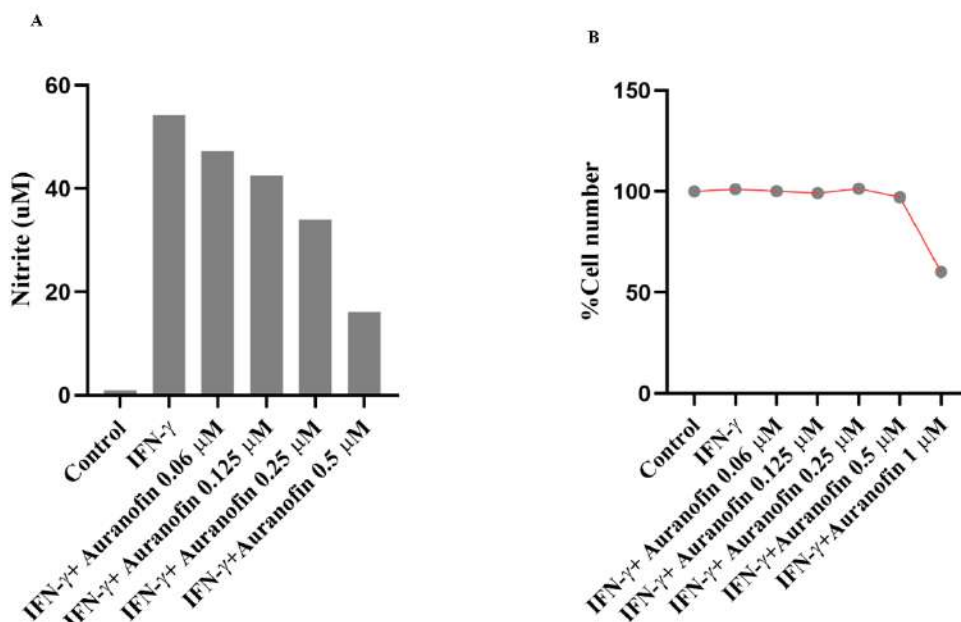 A
60
40
20
0
Nitrite (uM)
Control
IFN-γ
IFN-γ+ Auranofin 0.06 μM
IFN-γ+ Auranofin 0.125 μM
IFN-γ+ Auranofin 0.25 μM
IFN-γ+Auranofin 0.5 μM
B
150
100
50
0
%Cell number
Control
IFN-γ
IFN-γ+ Auranofin 0.06 μM
IFN-γ+ Auranofin 0.125 μM
IFN-γ+ Auranofin 0.25 μM
IFN-γ+Auranofin 0.5 μM
IFN-γ+Auranofin 1 μM